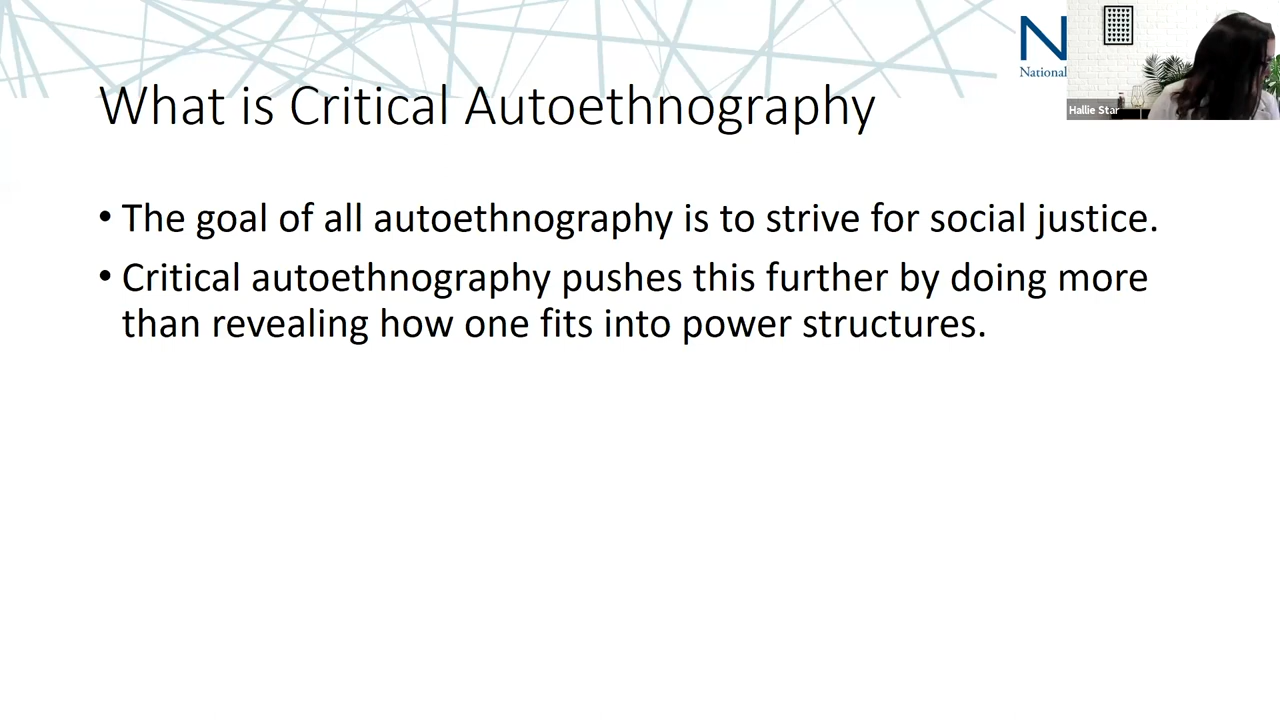 N
National
Hallie Star
What is Critical Autoethnography
• The goal of all autoethnography is to strive for social justice.
• Critical autoethnography pushes this further by doing more
than revealing how one fits into power structures.